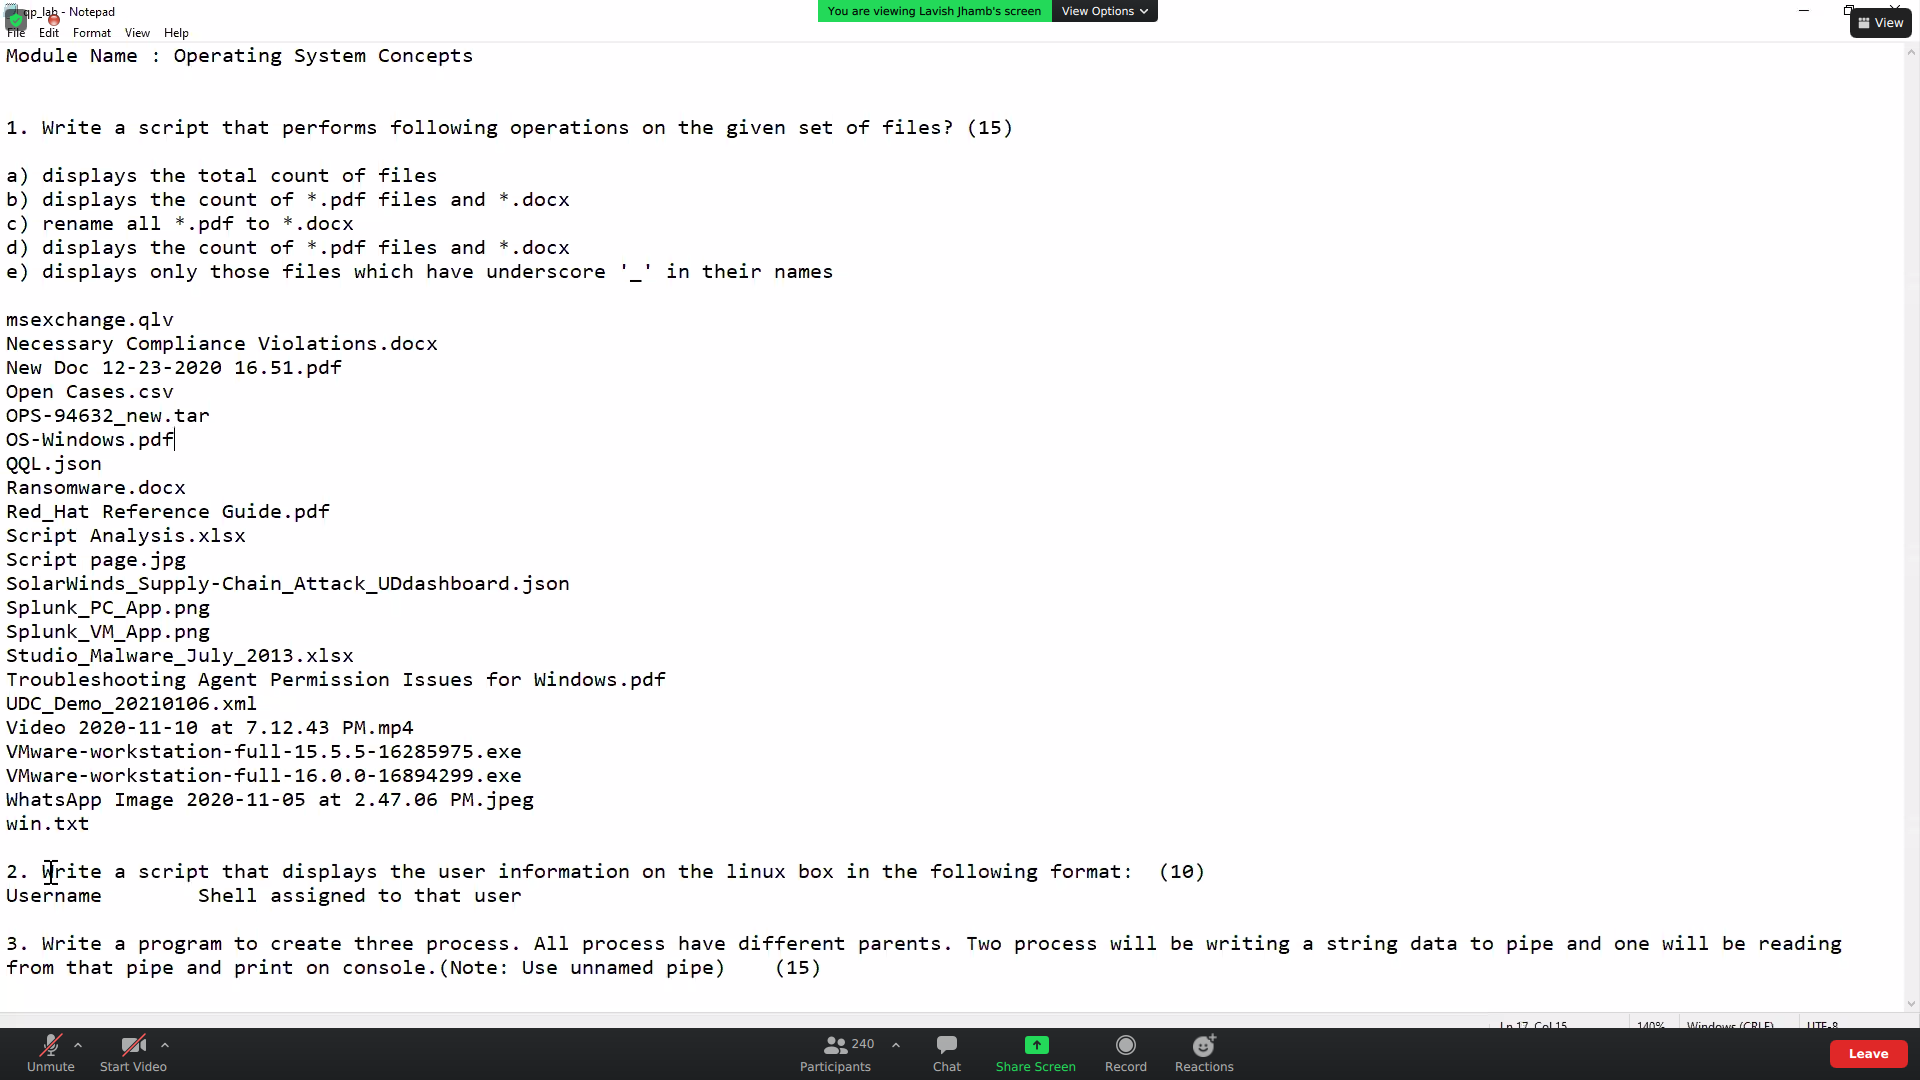 qp_lab - Notepad
You are viewing Lavish Jhamb's screen
View Options
File Edit Format View Help
View
Module Name : Operating System Concepts
1. Write a script that performs following operations on the given set of files? (15)
a) displays the total count of files
b) displays the count of *.pdf files and *.docx
c) rename all *.pdf to *.docx
d) displays the count of *.pdf files and *.docx
e) displays only those files which have underscore '_' in their names
msexchange.qlv
Necessary Compliance Violations.docx
New Doc 12-23-2020 16.51.pdf
Open Cases.csv
OPS-94632_new.tar
OS-Windows.pdf
QQL.json
Ransomware.docx
Red_Hat Reference Guide.pdf
Script Analysis.xlsx
Script page.jpg
SolarWinds_Supply-Chain_Attack_UDdashboard.json
Splunk_PC_App.png
Splunk_VM_App.png
Studio_Malware_July_2013.xlsx
Troubleshooting Agent Permission Issues for Windows.pdf
UDC_Demo_20210106.xml
Video 2020-11-10 at 7.12.43 PM.mp4
VMware-workstation-full-15.5.5-16285975.exe
VMware-workstation-full-16.0.0-16894299.exe
WhatsApp Image 2020-11-05 at 2.47.06 PM.jpeg
win.txt
2. Write a script that displays the user information on the linux box in the following format: (10)
Username Shell assigned to that user
3. Write a program to create three process. All process have different parents. Two process will be writing a string data to pipe and one will be reading
from that pipe and print on console.(Note: Use unnamed pipe) (15)
Ln 17, Col 15 140% Windows (CRLF) UTF-8
240
Unmute Start Video Participants Chat Share Screen Record Reactions Leave